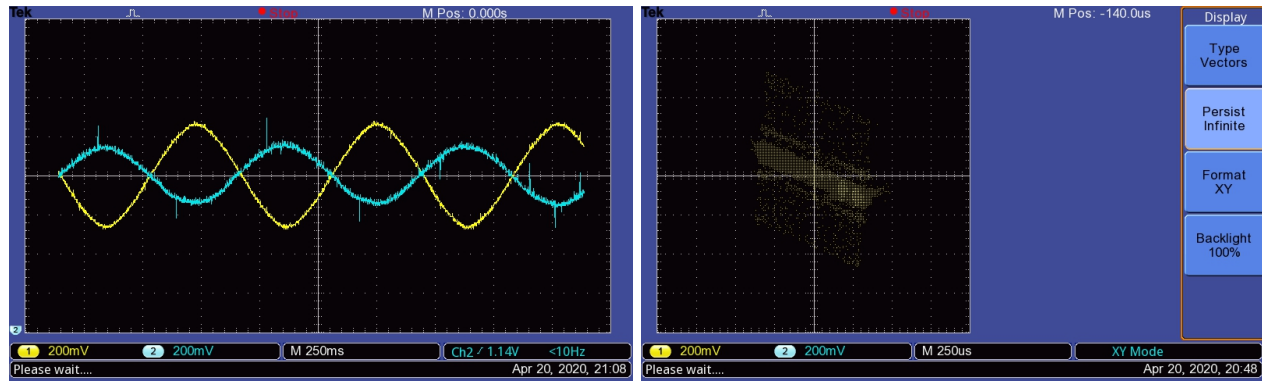 Tek Stop M Pos: 0.000s
2
1 200mV 2 200mV M 250ms Ch2 / 1.14V <10Hz
Please wait.... Apr 20, 2020, 21:08
Tek Stop M Pos: -140.0us
Display
Type
Vectors
Persist
Infinite
Format
XY
Backlight
100%
1 200mV 2 200mV M 250us XY Mode
Please wait.... Apr 20, 2020, 20:48